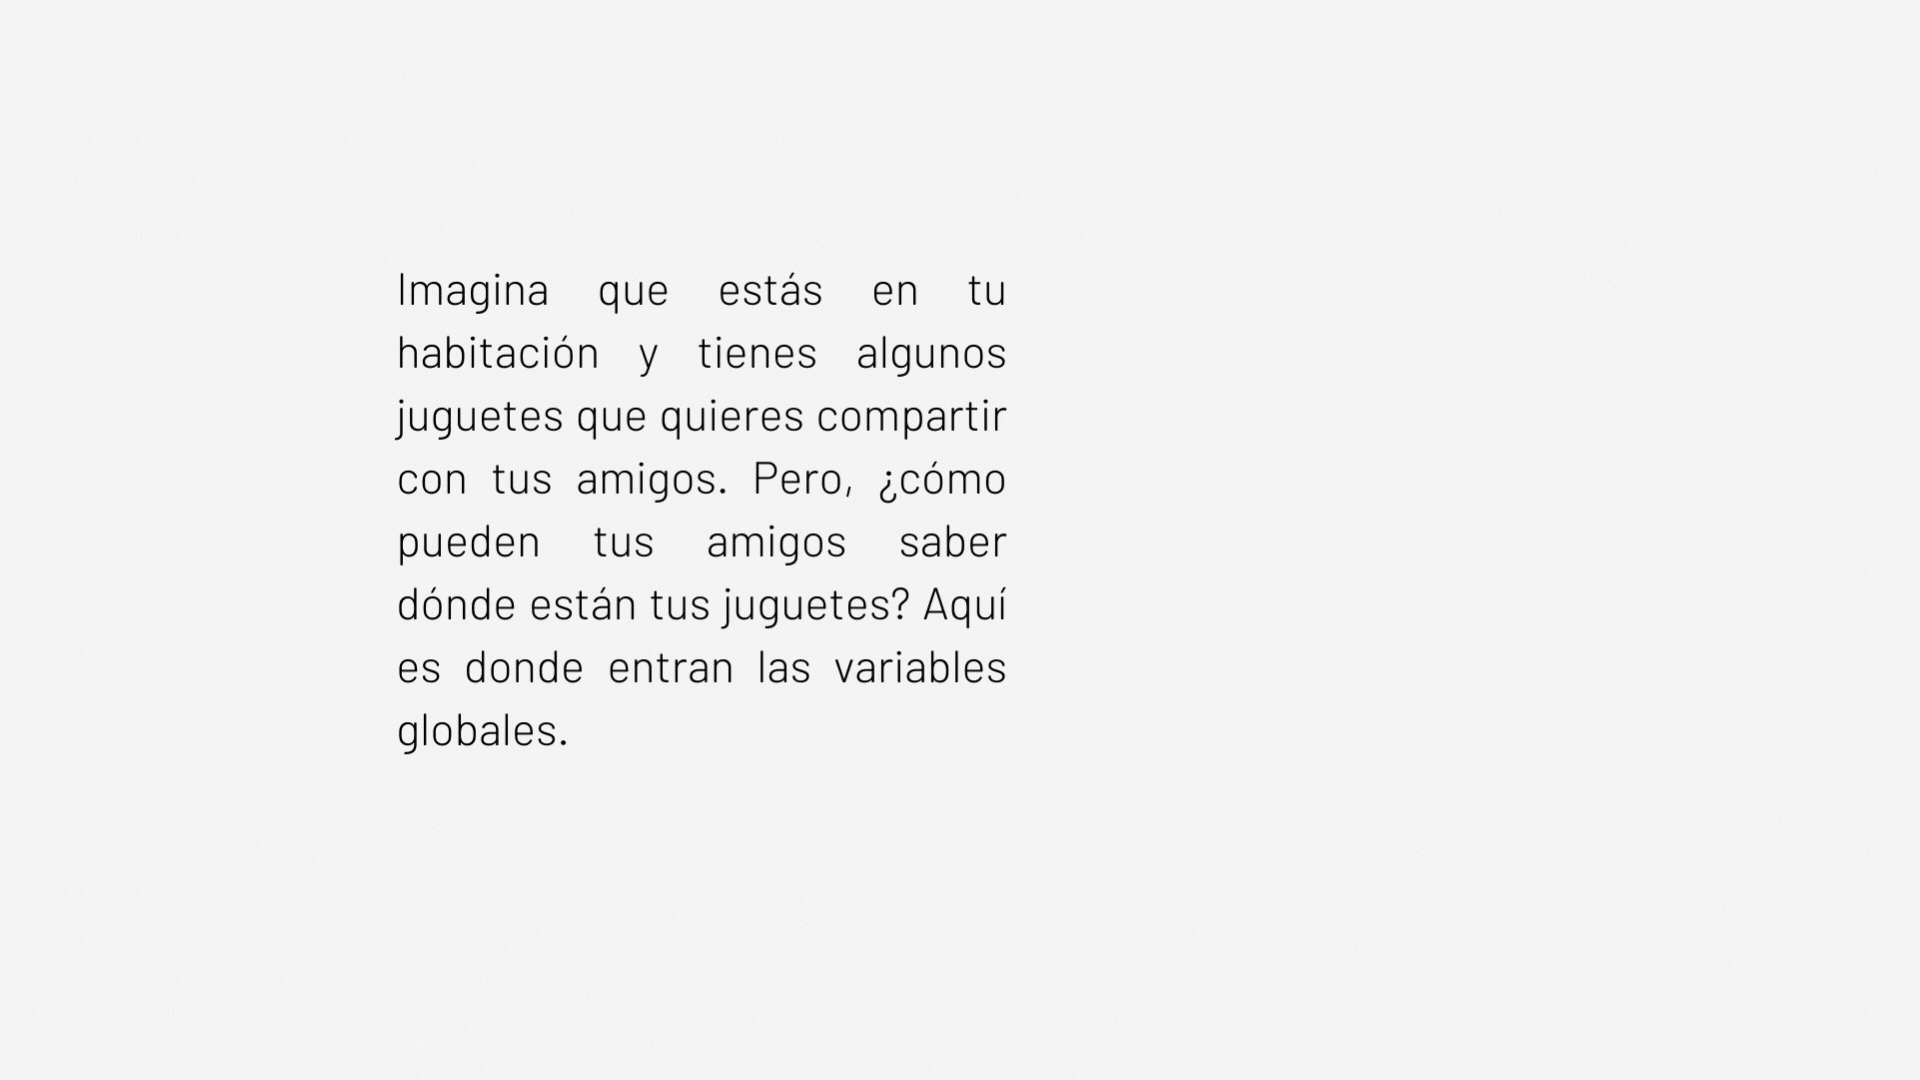 Imagina que estás en tu
habitación y tienes algunos
juguetes que quieres compartir
con tus amigos. Pero, ¿cómo
pueden tus amigos saber
dónde están tus juguetes? Aquí
es donde entran las variables
globales.